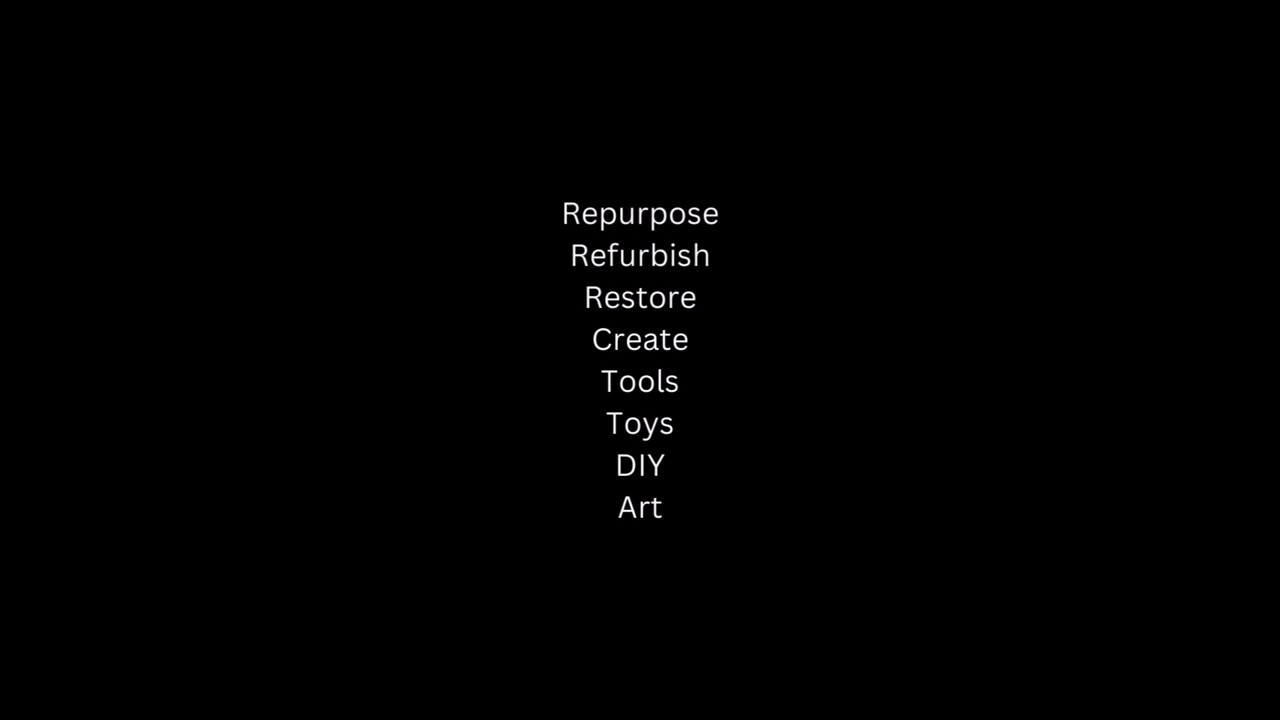 Repurpose
Refurbish
Restore
Create
Tools
Toys
DIY
Art